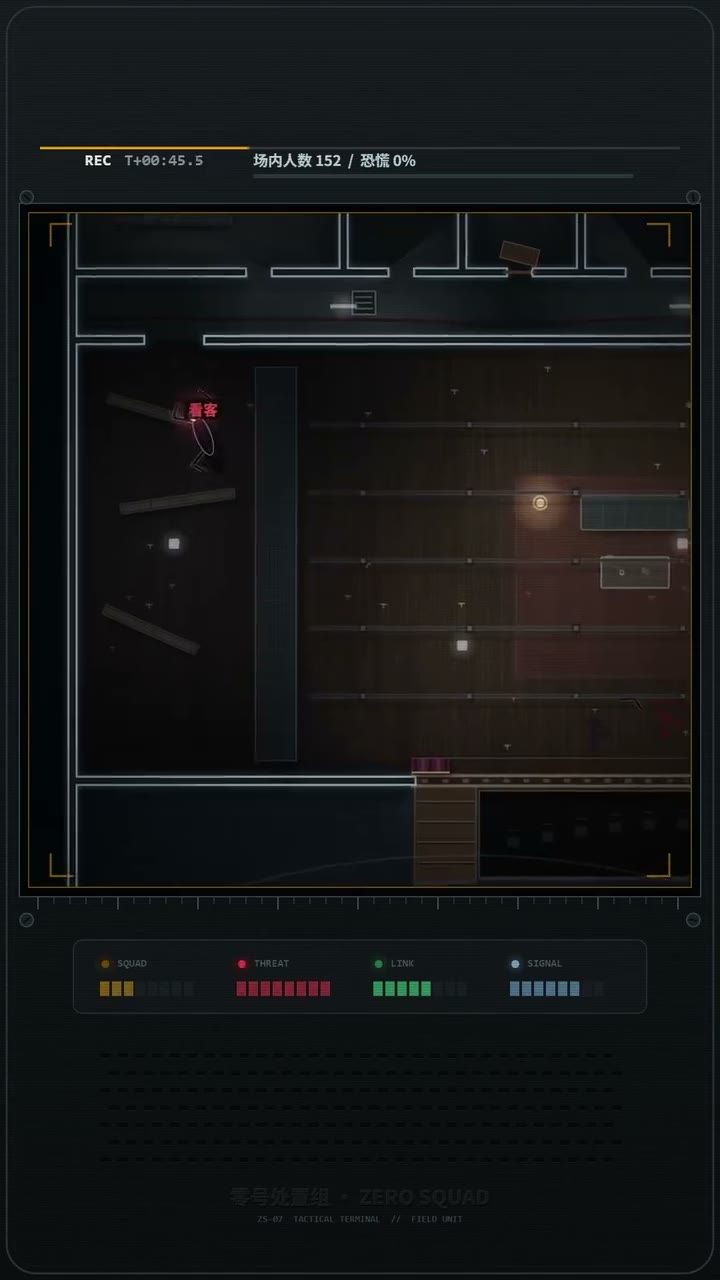 REC T+00:45.5 场内人数 152 / 恐慌 0%
看客
SQUAD THREAT LINK SIGNAL
零号处置组 · ZERO SQUAD
ZS-07 TACTICAL TERMINAL // FIELD UNIT